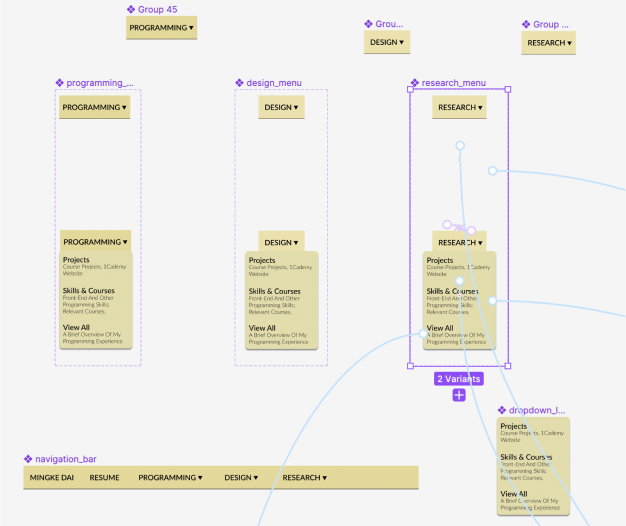 Group 45
PROGRAMMING ▾
Grou...
DESIGN ▾
Group ...
RESEARCH ▾
programming_...
PROGRAMMING ▾
PROGRAMMING ▾
Projects
Course Projects, 1Cademy
Website
Skills & Courses
Front-End And Other
Programming Skills;
Relevant Courses.
View All
A Brief Overview Of My
Programming Experience
design_menu
DESIGN ▾
DESIGN ▾
Projects
Course Projects, 1Cademy
Website
Skills & Courses
Front-End And Other
Programming Skills;
Relevant Courses.
View All
A Brief Overview Of My
Programming Experience
research_menu
RESEARCH ▾
RESEARCH ▾
Projects
Course Projects, 1Cademy
Website
Skills & Courses
Front-End And Other
Programming Skills;
Relevant Courses.
View All
A Brief Overview Of My
Programming Experience
2 Variants
dropdown_l...
Projects
Course Projects, 1Cademy
Website
Skills & Courses
Front-End And Other
Programming Skills;
Relevant Courses.
View All
A Brief Overview Of My
Programming Experience
navigation_bar
MINGKE DAI RESUME PROGRAMMING ▾ DESIGN ▾ RESEARCH ▾